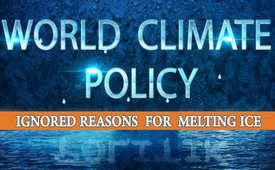 WORLD CLIMATE
POLICY
IGNORED REASONS FOR MELTING ICE